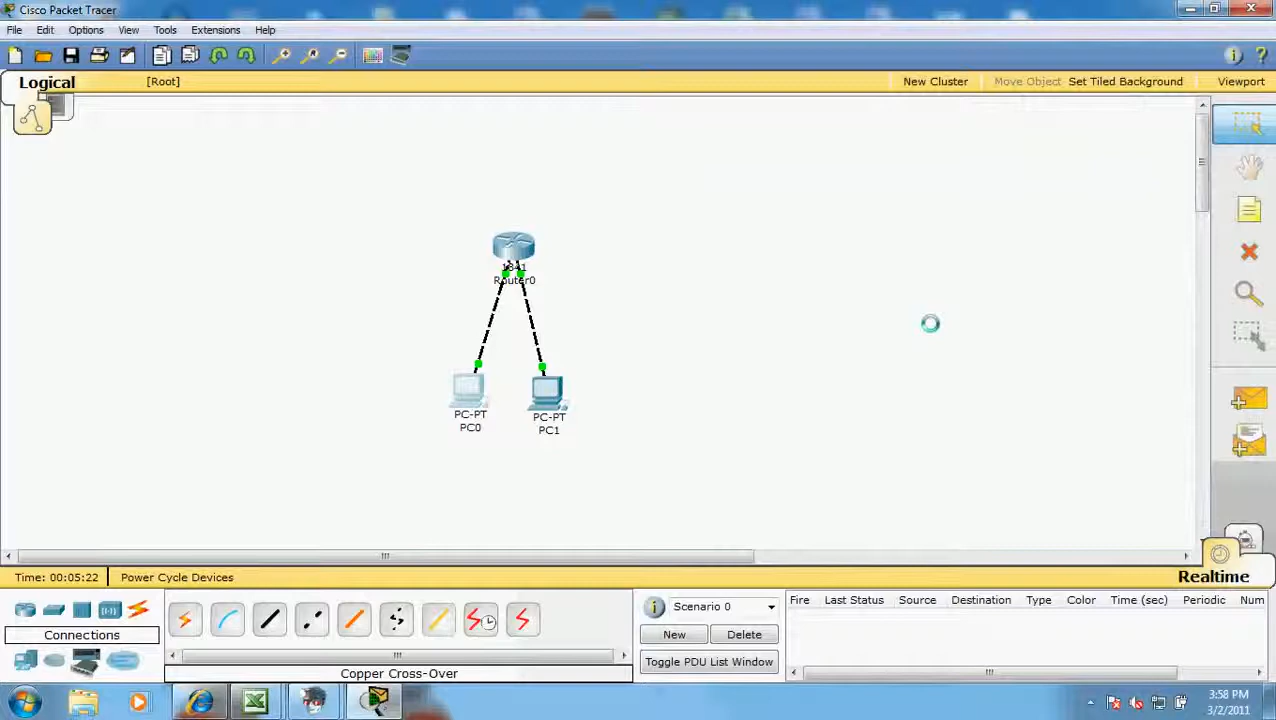 Cisco Packet Tracer
File Edit Options View Tools Extensions Help
Logical [Root] New Cluster Move Object Set Tiled Background Viewport
1841
Router0
PC-PT
PC0
PC-PT
PC1
Time: 00:05:22 Power Cycle Devices Realtime
Connections
Copper Cross-Over
Scenario 0
New Delete
Toggle PDU List Window
Fire Last Status Source Destination Type Color Time (sec) Periodic Num
3:58 PM
3/2/2011